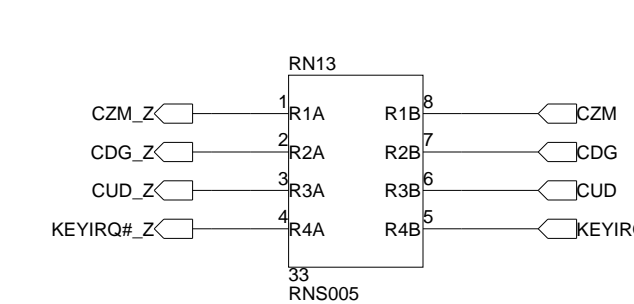 RN13
CZM_Z 1 R1A R1B 8 CZM
CDG_Z 2 R2A R2B 7 CDG
CUD_Z 3 R3A R3B 6 CUD
KEYIRQ#_Z 4 R4A R4B 5
33
RNS005